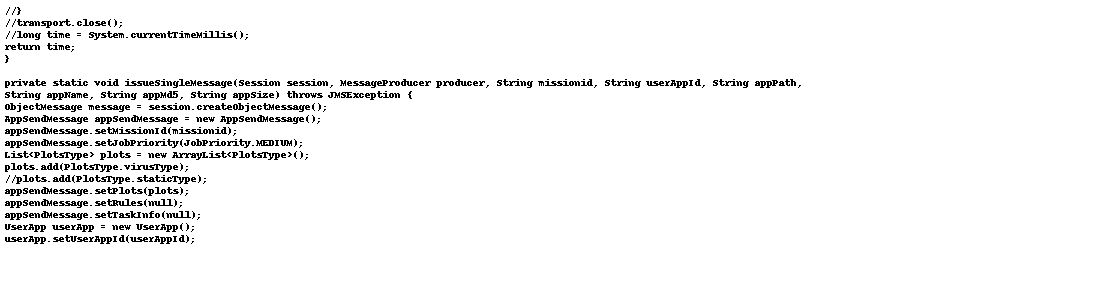 //}
//transport.close();
//long time = System.currentTimeMillis();
return time;
}
private static void issueSingleMessage(Session session, MessageProducer producer, String missionid, String userAppId, String appPath,
String appName, String appMd5, String appSize) throws JMSException {
ObjectMessage message = session.createObjectMessage();
AppSendMessage appSendMessage = new AppSendMessage();
appSendMessage.setMissionId(missionid);
appSendMessage.setJobPriority(JobPriority.MEDIUM);
List<PlotsType> plots = new ArrayList<PlotsType>();
plots.add(PlotsType.virusType);
//plots.add(PlotsType.staticType);
appSendMessage.setPlots(plots);
appSendMessage.setRules(null);
appSendMessage.setTaskInfo(null);
UserApp userApp = new UserApp();
userApp.setUserAppId(userAppId);